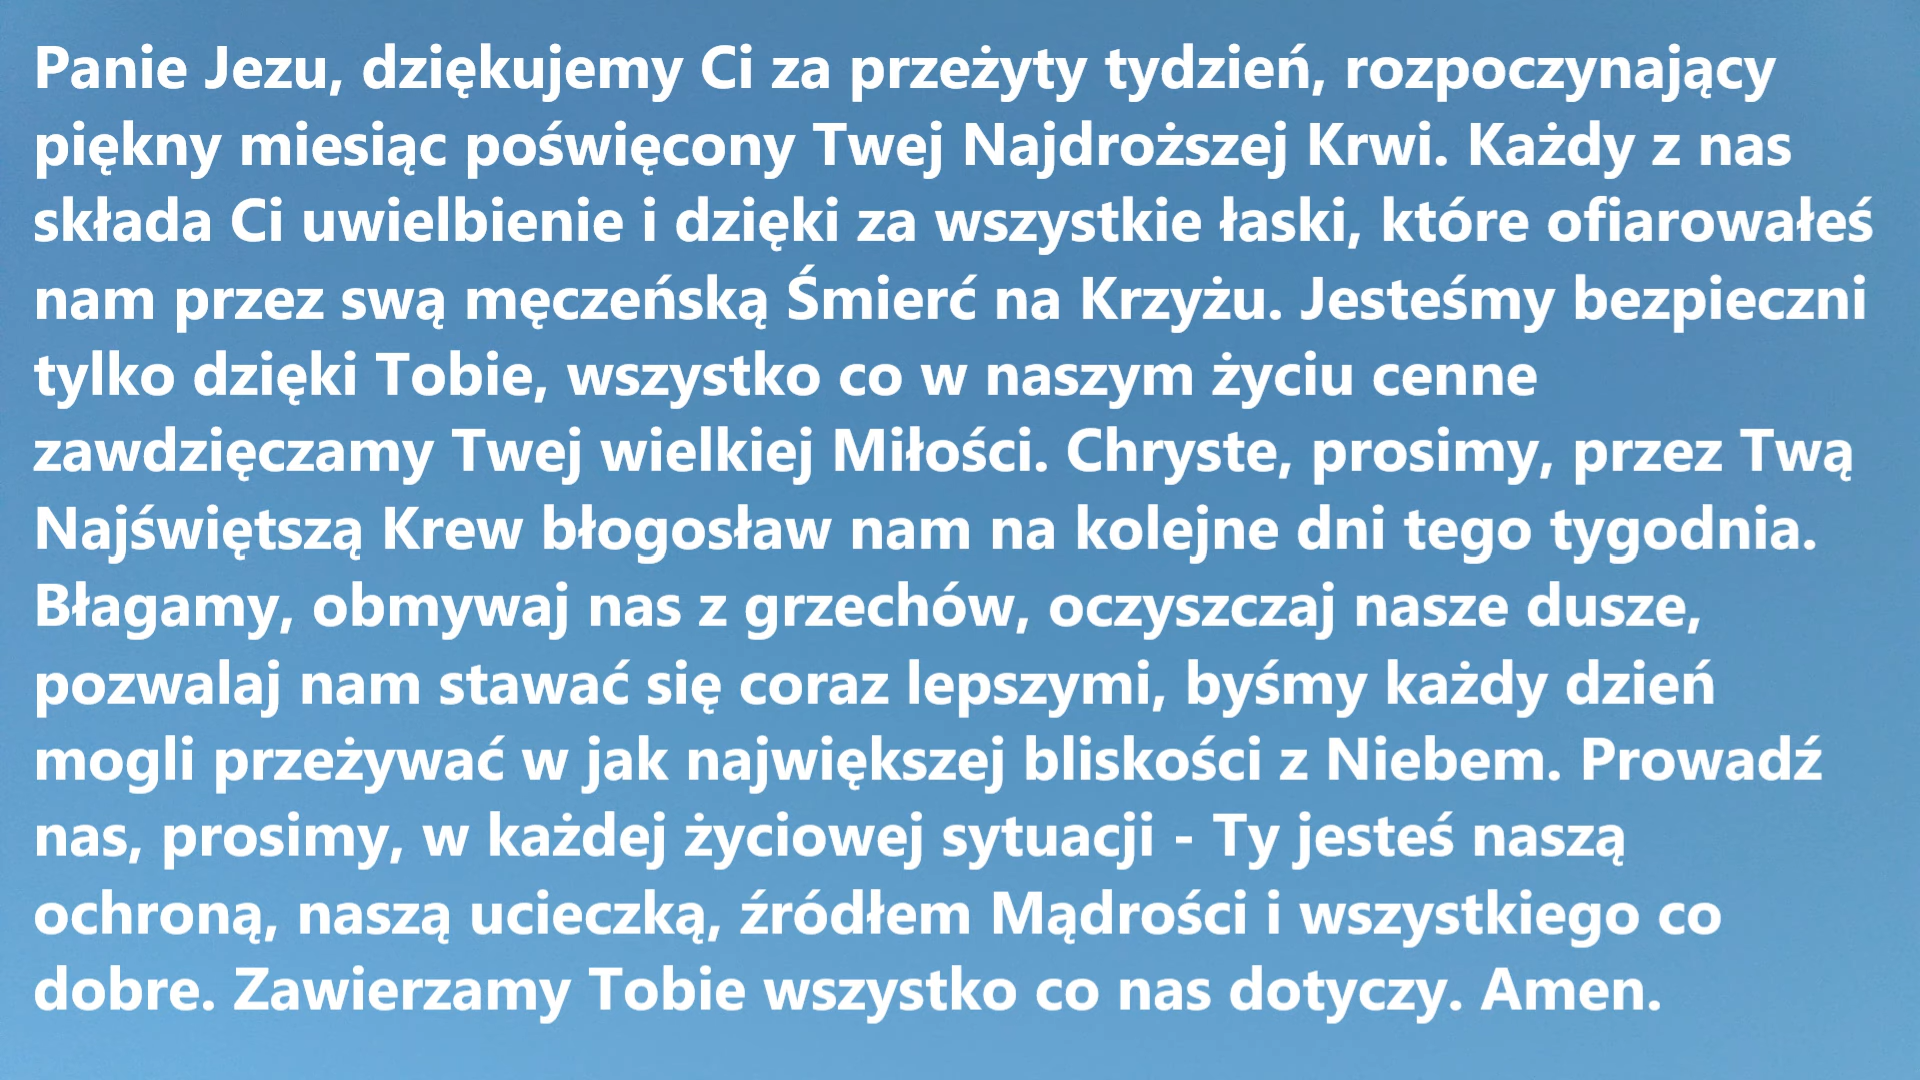 Panie Jezu, dziękujemy Ci za przeżyty tydzień, rozpoczynający
piękny miesiąc poświęcony Twej Najdroższej Krwi. Każdy z nas
składa Ci uwielbienie i dzięki za wszystkie łaski, które ofiarowałeś
nam przez swą męczeńską Śmierć na Krzyżu. Jesteśmy bezpieczni
tylko dzięki Tobie, wszystko co w naszym życiu cenne
zawdzięczamy Twej wielkiej Miłości. Chryste, prosimy, przez Twą
Najświętszą Krew błogosław nam na kolejne dni tego tygodnia.
Błagamy, obmywaj nas z grzechów, oczyszczaj nasze dusze,
pozwalaj nam stawać się coraz lepszymi, byśmy każdy dzień
mogli przeżywać w jak największej bliskości z Niebem. Prowadź
nas, prosimy, w każdej życiowej sytuacji - Ty jesteś naszą
ochroną, naszą ucieczką, źródłem Mądrości i wszystkiego co
dobre. Zawierzamy Tobie wszystko co nas dotyczy. Amen.